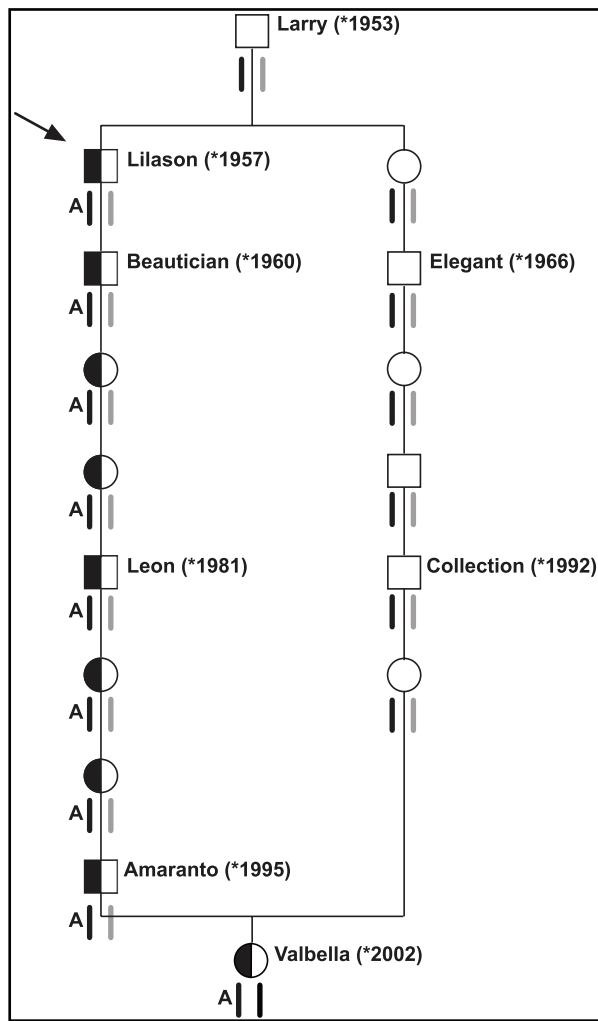 Larry (*1953)
Lilason (*1957)
A
Beautician (*1960)
Elegant (*1966)
A
A
A
Leon (*1981)
Collection (*1992)
A
A
A
Amaranto (*1995)
A
Valbella (*2002)
A